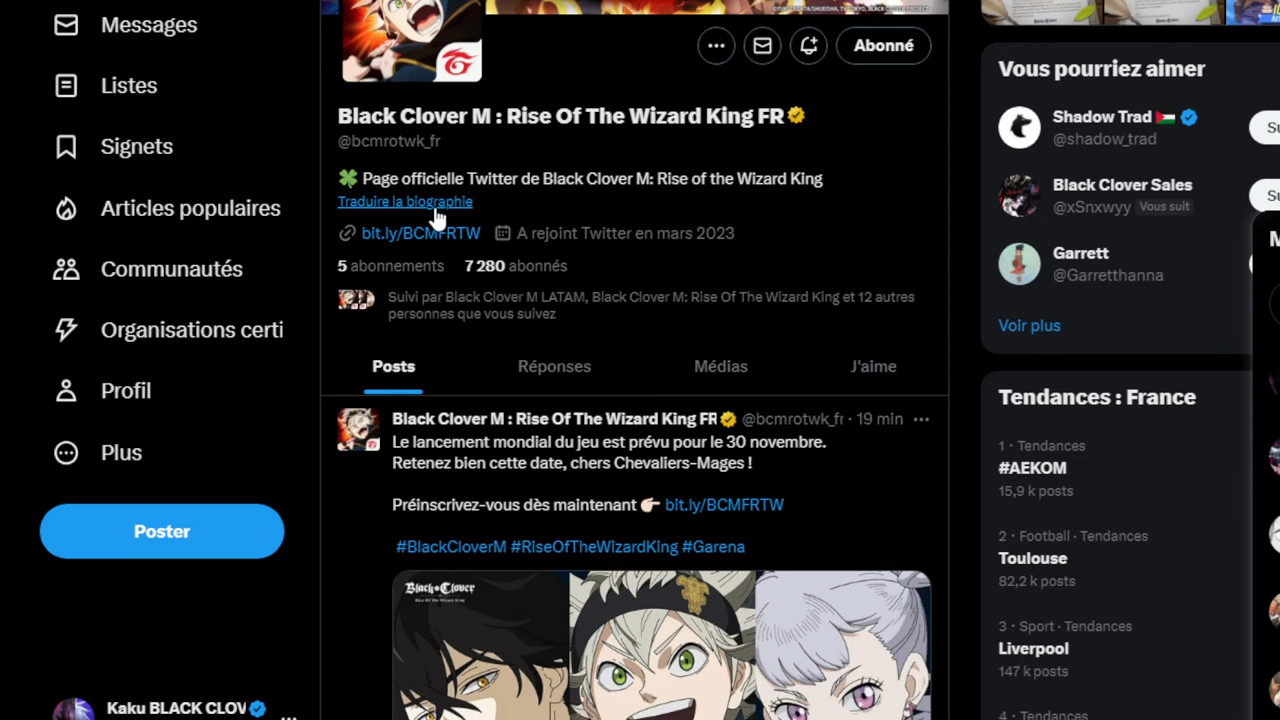 Messages
Listes
Signets
Articles populaires
Communautés
Organisations certi
Profil
Plus
Poster
Kaku BLACK CLOV
Abonné
Black Clover M : Rise Of The Wizard King FR
@bcmrotwk_fr
🍀 Page officielle Twitter de Black Clover M: Rise of the Wizard King
Traduire la biographie
bit.ly/BCMFRTW A rejoint Twitter en mars 2023
5 abonnements 7 280 abonnés
Suivi par Black Clover M LATAM, Black Clover M: Rise Of The Wizard King et 12 autres
personnes que vous suivez
Posts Réponses Médias J'aime
Black Clover M : Rise Of The Wizard King FR @bcmrotwk_fr · 19 min
Le lancement mondial du jeu est prévu pour le 30 novembre.
Retenez bien cette date, chers Chevaliers-Mages !
Préinscrivez-vous dès maintenant 👉🏻 bit.ly/BCMFRTW
#BlackCloverM #RiseOfTheWizardKing #Garena
Black Clover
Vous pourriez aimer
Shadow Trad 🇵🇸
@shadow_trad
Su
Black Clover Sales
@xSnxwyy Vous suit
Su
Garrett
@Garretthanna
Voir plus
Tendances : France
1 · Tendances
#AEKOM
15,9 k posts
2 · Football · Tendances
Toulouse
82,2 k posts
3 · Sport · Tendances
Liverpool
147 k posts
4 · Tendances
M